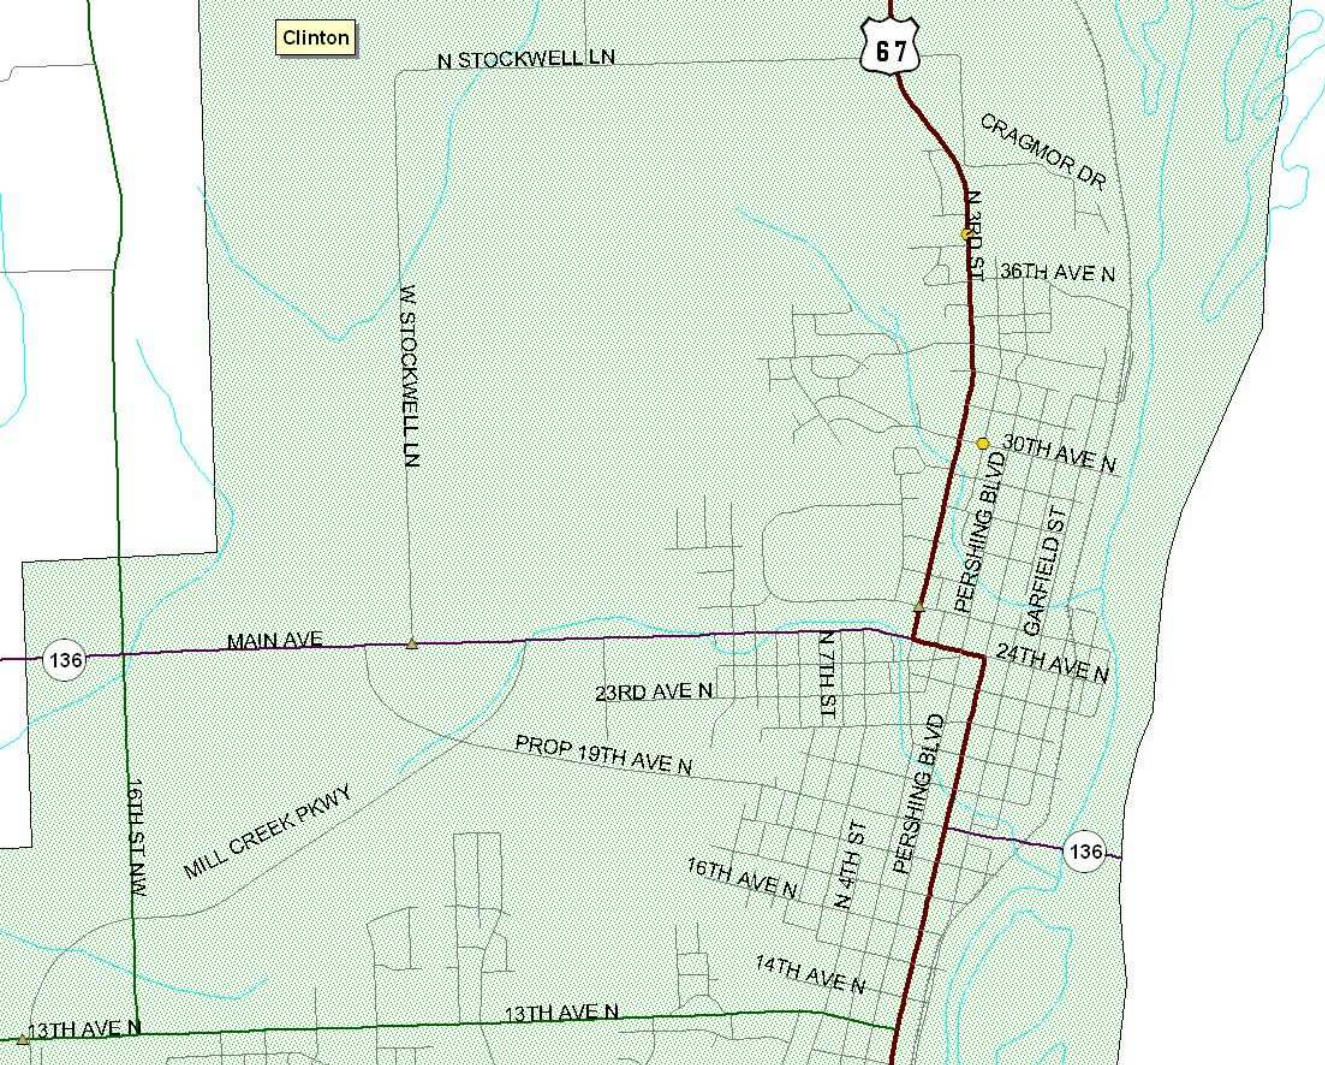 Clinton
N STOCKWELL LN
67
CRAGMOR DR
N 3RD ST
36TH AVE N
W STOCKWELL LN
30TH AVE N
PERSHING BLVD
GARFIELD ST
MAIN AVE
136
N 7TH ST
24TH AVE N
23RD AVE N
PROP 19TH AVE N
PERSHING BLVD
16TH ST NW
MILL CREEK PKWY
N 4TH ST
136
16TH AVE N
14TH AVE N
13TH AVE N
13TH AVE N